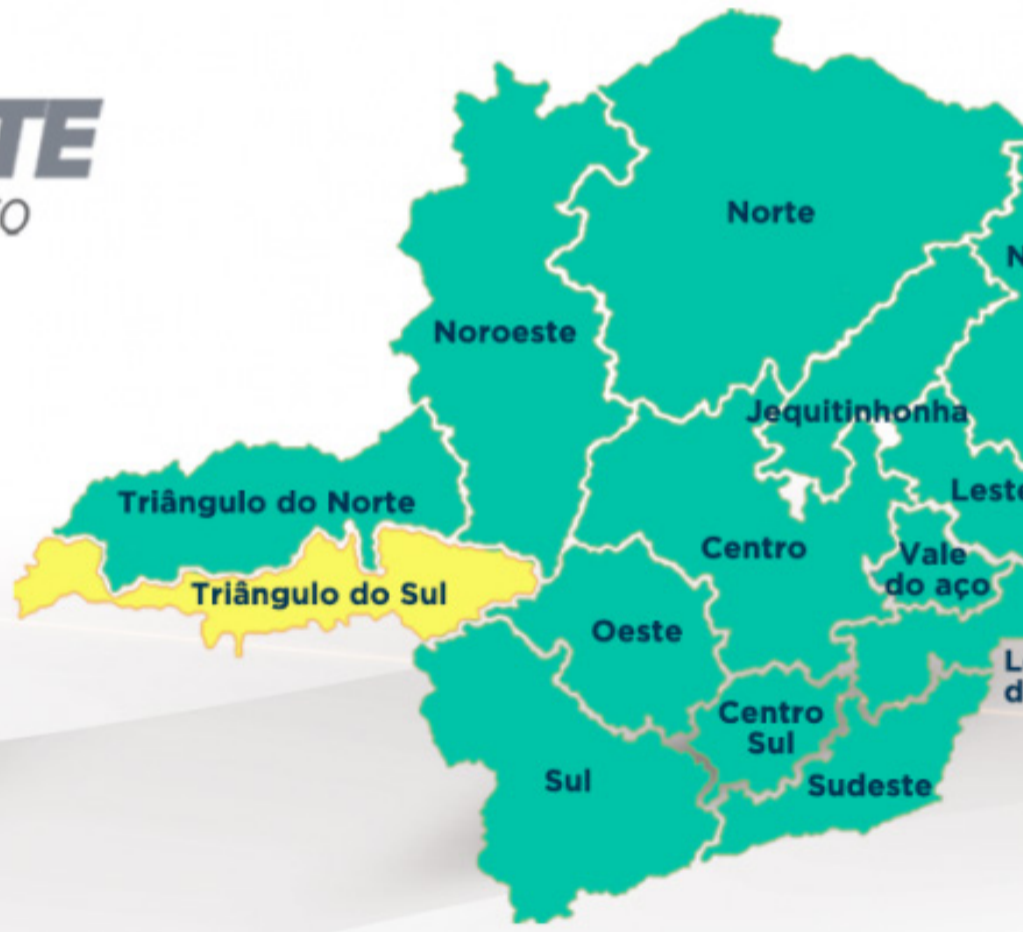 TE
O
Norte
N
Noroeste
Jequitinhonha
Triângulo do Norte
Leste
Centro
Vale
do aço
Triângulo do Sul
Oeste
L
d
Centro
Sul
Sul
Sudeste